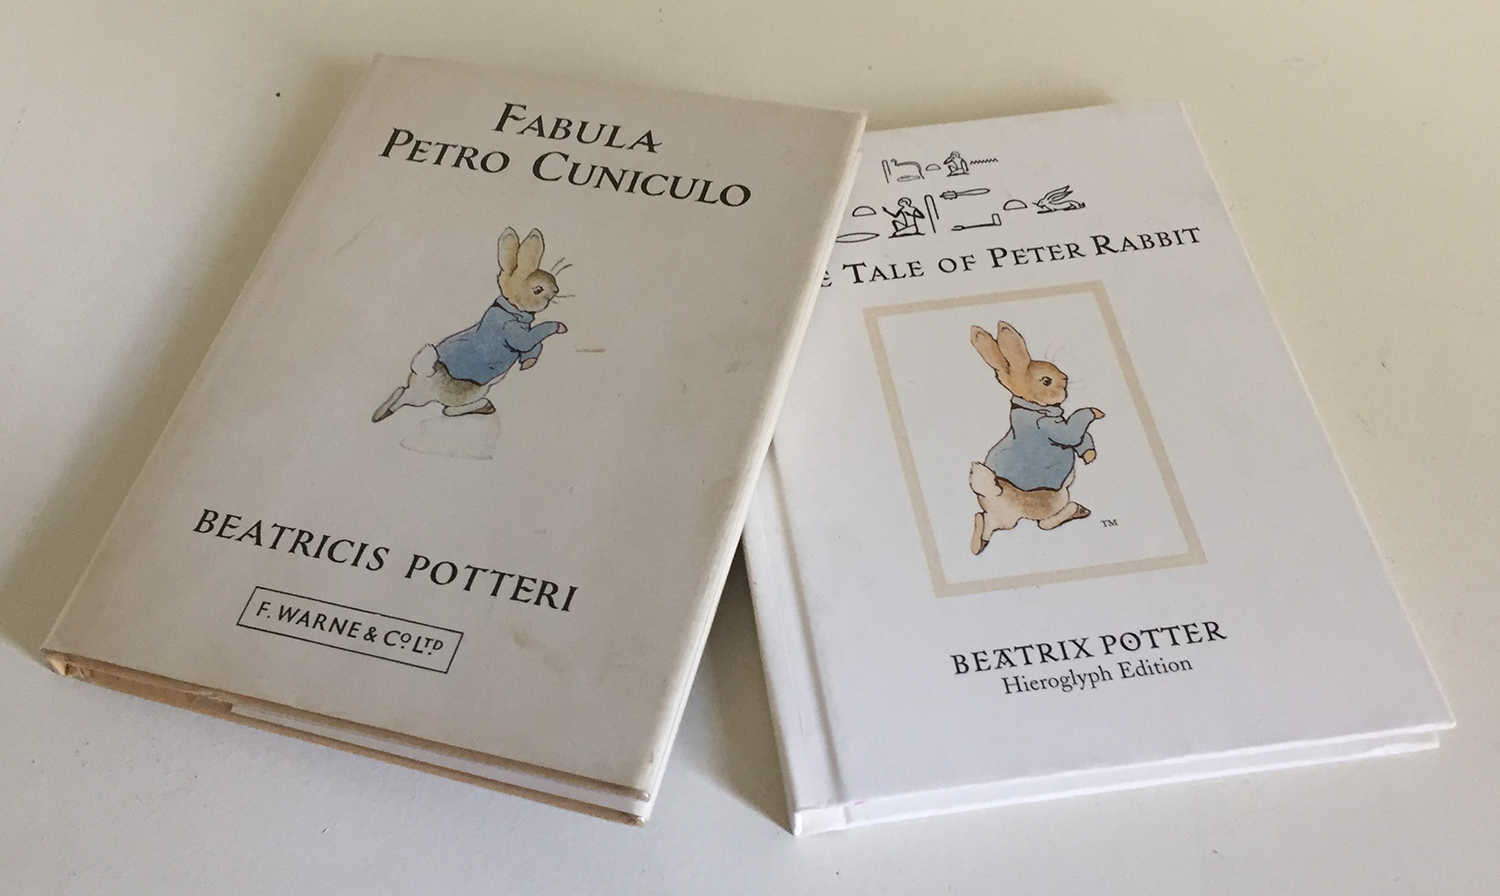 FABULA
PETRO CUNICULO
BEATRICIS POTTERI
F. WARNE & Co LTD
TALE OF PETER RABBIT
TM
BEATRIX POTTER
Hieroglyph Edition